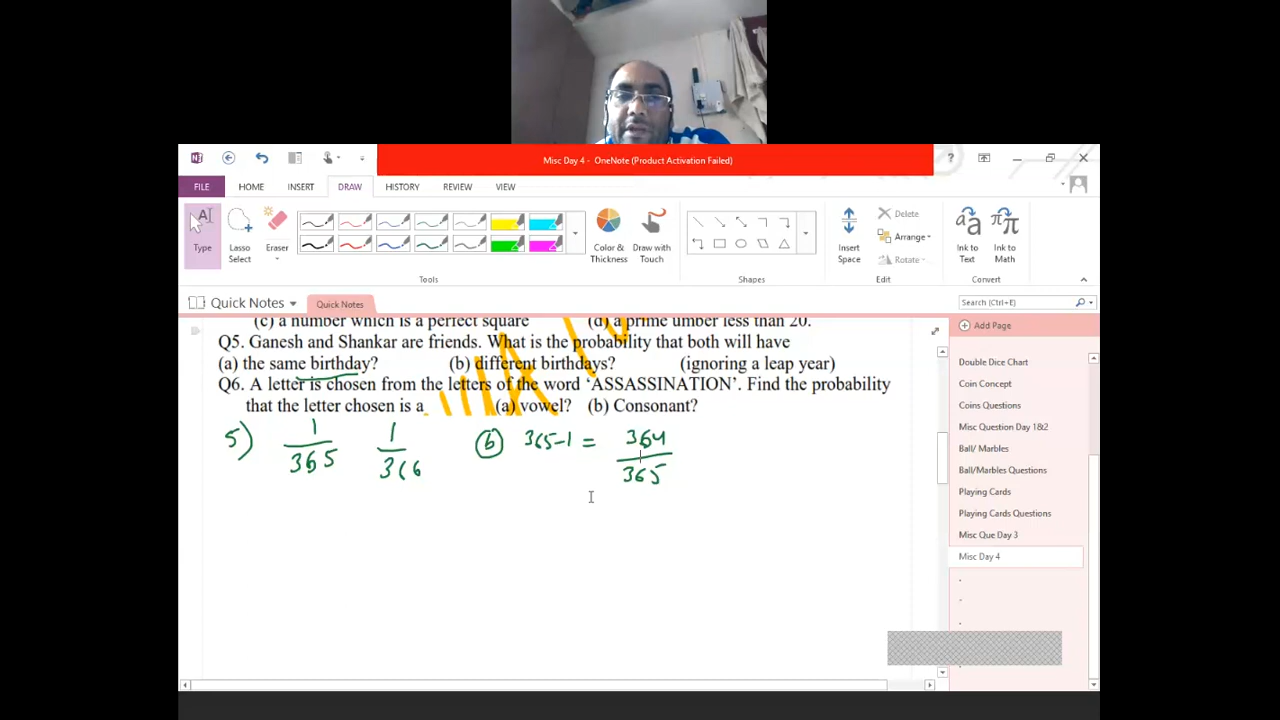 Misc Day 4 - OneNote (Product Activation Failed)
FILE HOME INSERT DRAW HISTORY REVIEW VIEW
Type Lasso Select Eraser Color & Thickness Draw with Touch Insert Space Delete Arrange Rotate Ink to Text Ink to Math
Tools Shapes Edit Convert
Quick Notes Quick Notes Search (Ctrl+E)
Add Page
Double Dice Chart
Coin Concept
Coins Questions
Misc Question Day 1&2
Ball/ Marbles
Ball/Marbles Questions
Playing Cards
Playing Cards Questions
Misc Que Day 3
Misc Day 4
(c) a number which is a perfect square (d) a prime umber less than 20.
Q5. Ganesh and Shankar are friends. What is the probability that both will have
(a) the same birthday? (b) different birthdays? (ignoring a leap year)
Q6. A letter is chosen from the letters of the word ‘ASSASSINATION’. Find the probability
that the letter chosen is a (a) vowel? (b) Consonant?
5) 1/365 1/366 (b) 365-1 = 364/365